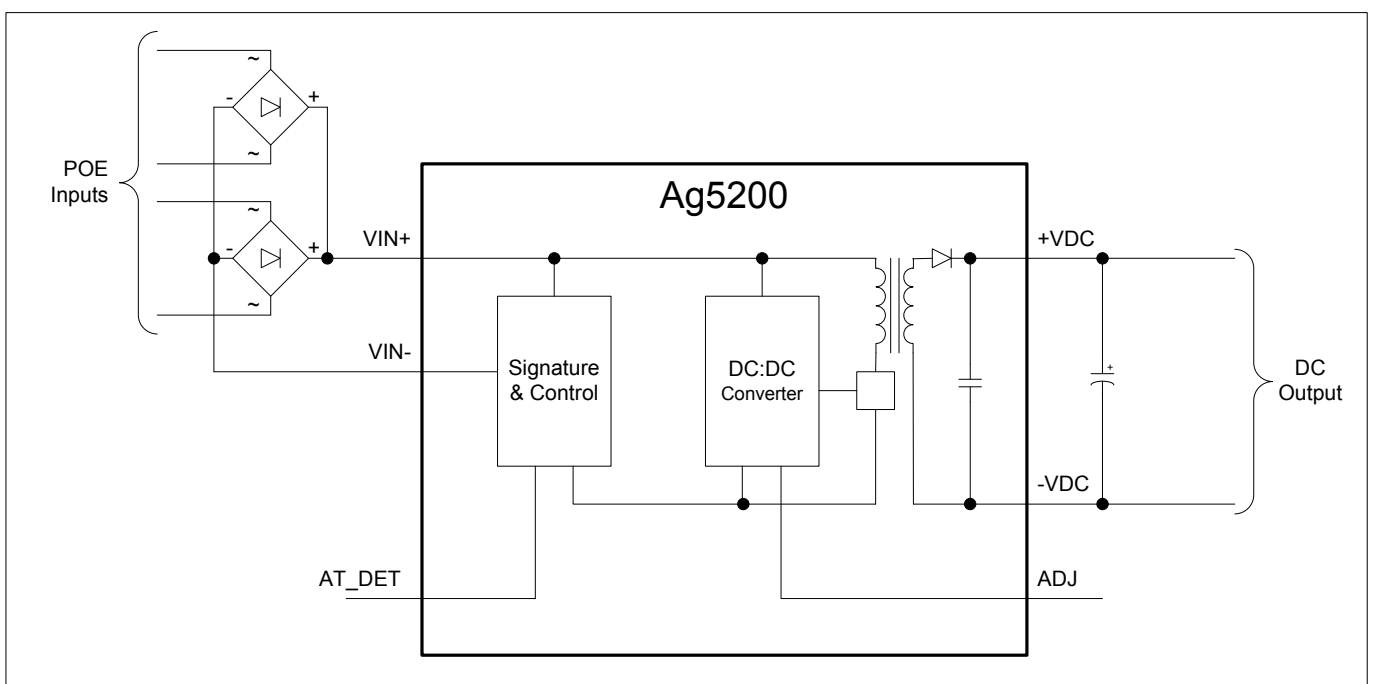 ~
- +
POE
Inputs
~
~
- +
~
Ag5200
VIN+
VIN-
Signature
& Control
DC:DC
Converter
+VDC
+
-VDC
DC
Output
AT_DET
ADJ